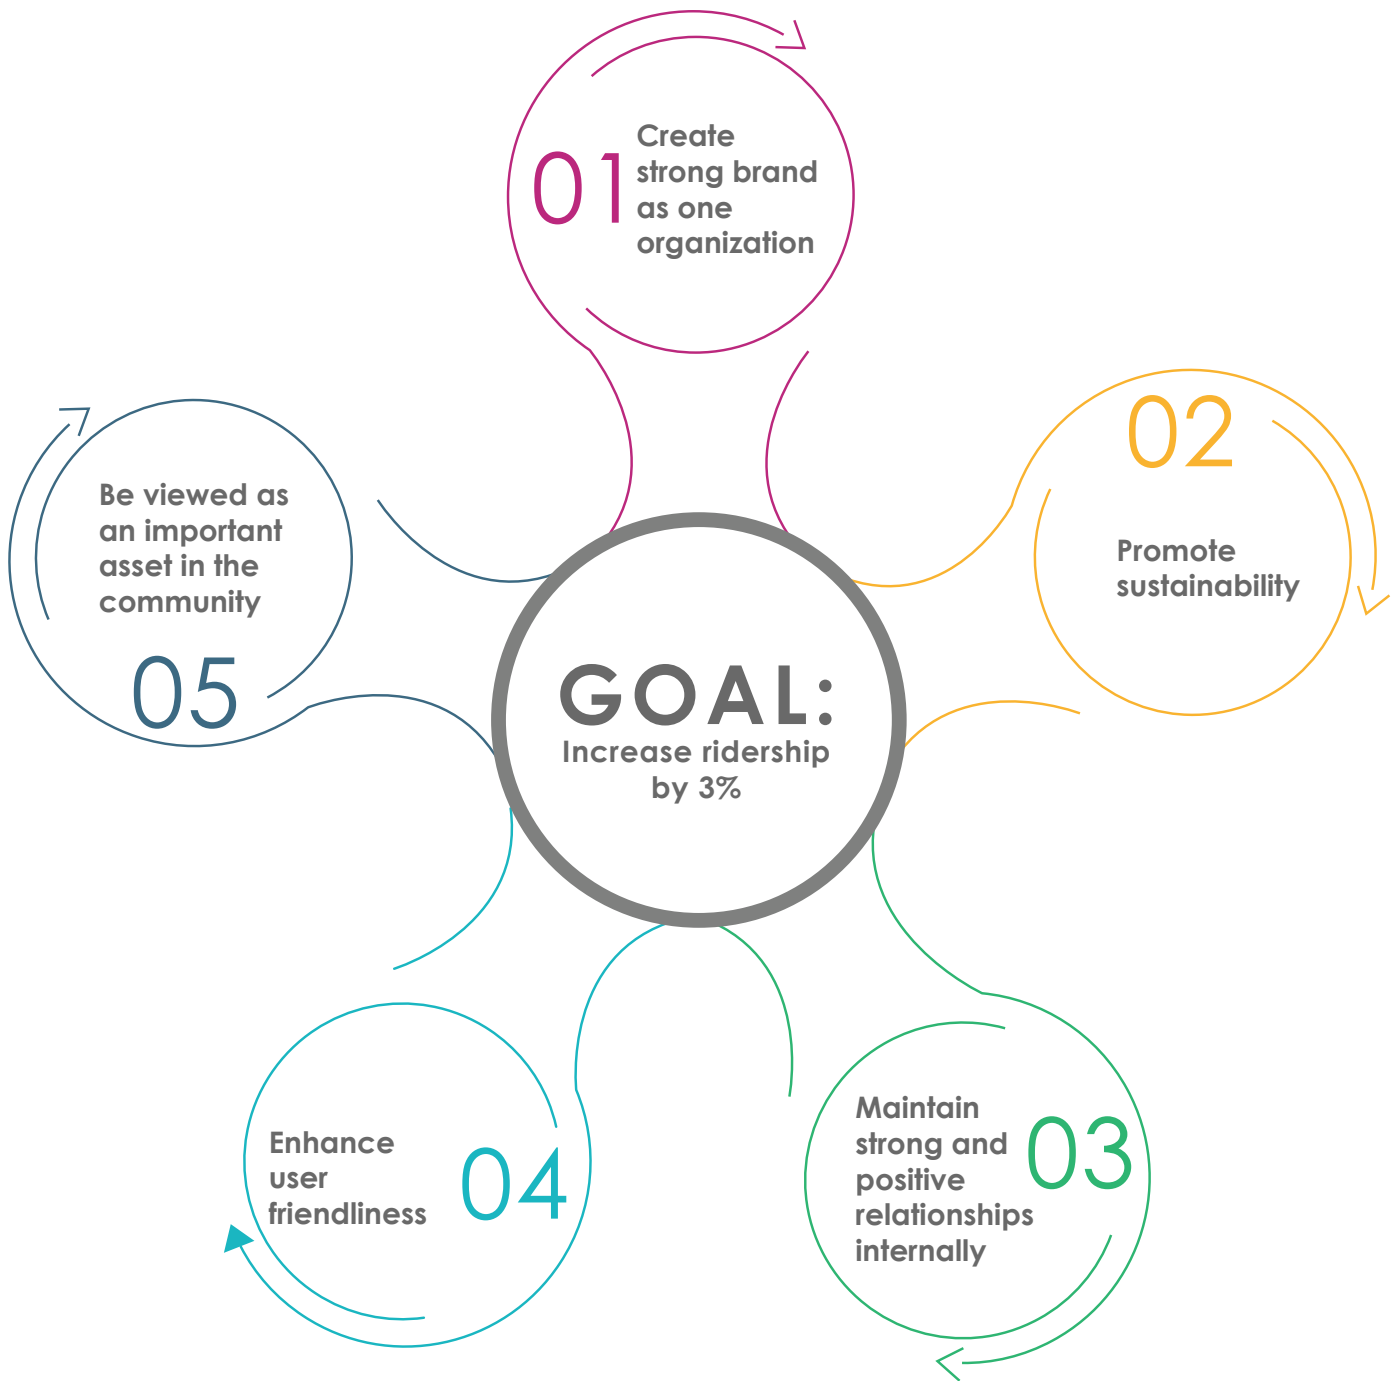 01
Create
strong brand
as one
organization
02
Promote
sustainability
Be viewed as
an important
asset in the
community
05
GOAL:
Increase ridership
by 3%
Enhance
user
friendliness
04
Maintain
strong and
positive
relationships
internally
03